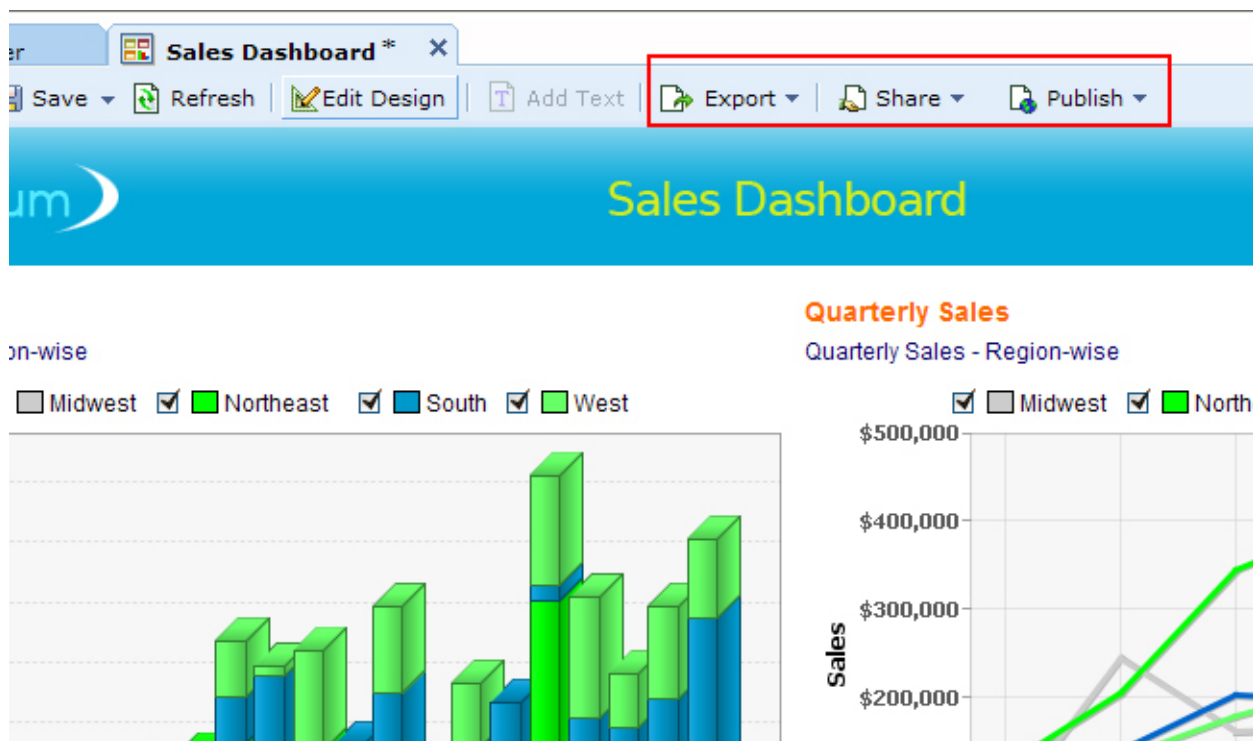 er
Sales Dashboard *
Save Refresh Edit Design T Add Text Export Share Publish
um
Sales Dashboard
Quarterly Sales
on-wise
Quarterly Sales - Region-wise
Midwest Northeast South West
Midwest North
$500,000
$400,000
$300,000
$200,000
Sales